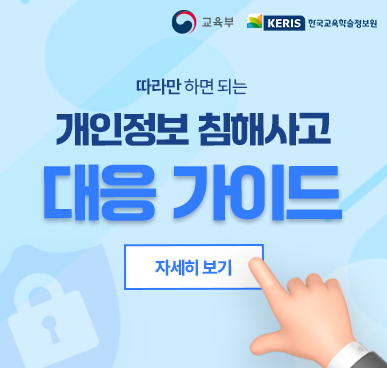 교육부 KERIS 한국교육학술정보원
따라만 하면 되는
개인정보 침해사고
대응 가이드
자세히 보기